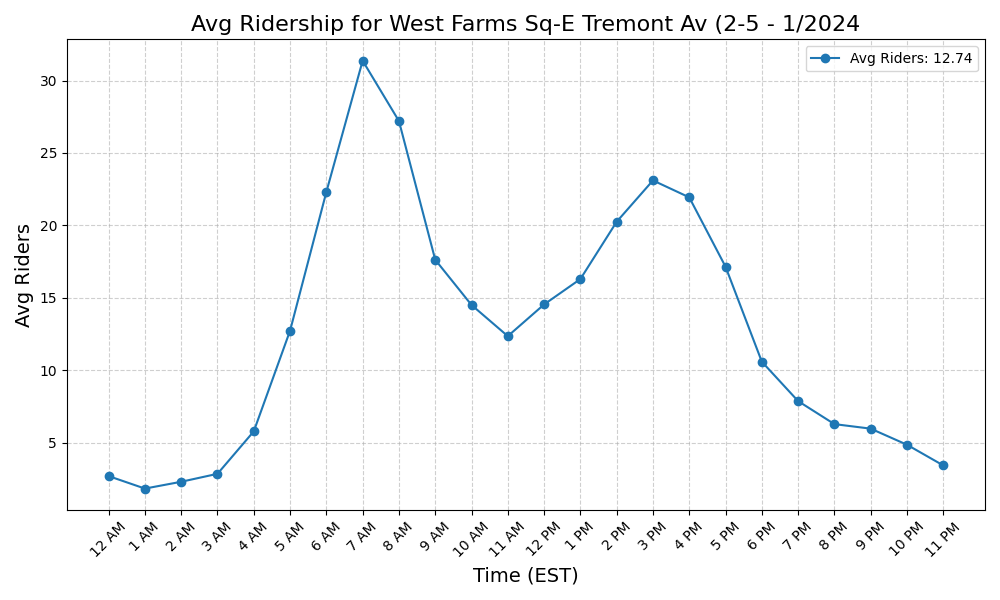 Avg Ridership for West Farms Sq-E Tremont Av (2-5 - 1/2024
Avg Riders: 12.74
30
25
20
15
10
5
Avg Riders
12 AM
1 AM
2 AM
3 AM
4 AM
5 AM
6 AM
7 AM
8 AM
9 AM
10 AM
11 AM
12 PM
1 PM
2 PM
3 PM
4 PM
5 PM
6 PM
7 PM
8 PM
9 PM
10 PM
11 PM
Time (EST)